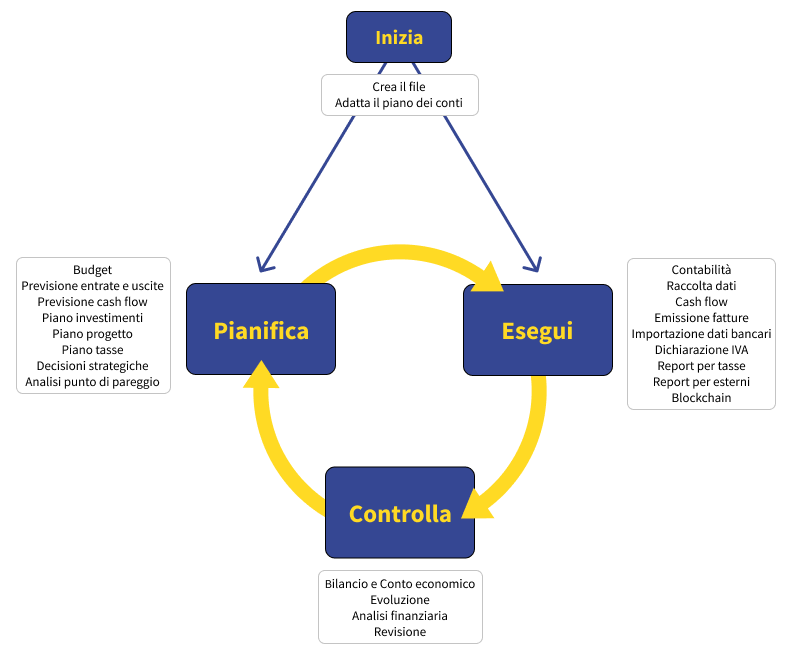 Inizia
Crea il file
Adatta il piano dei conti
Budget
Previsione entrate e uscite
Previsione cash flow
Piano investimenti
Piano progetto
Piano tasse
Decisioni strategiche
Analisi punto di pareggio
Pianifica
Esegui
Contabilità
Raccolta dati
Cash flow
Emissione fatture
Importazione dati bancari
Dichiarazione IVA
Report per tasse
Report per esterni
Blockchain
Controlla
Bilancio e Conto economico
Evoluzione
Analisi finanziaria
Revisione